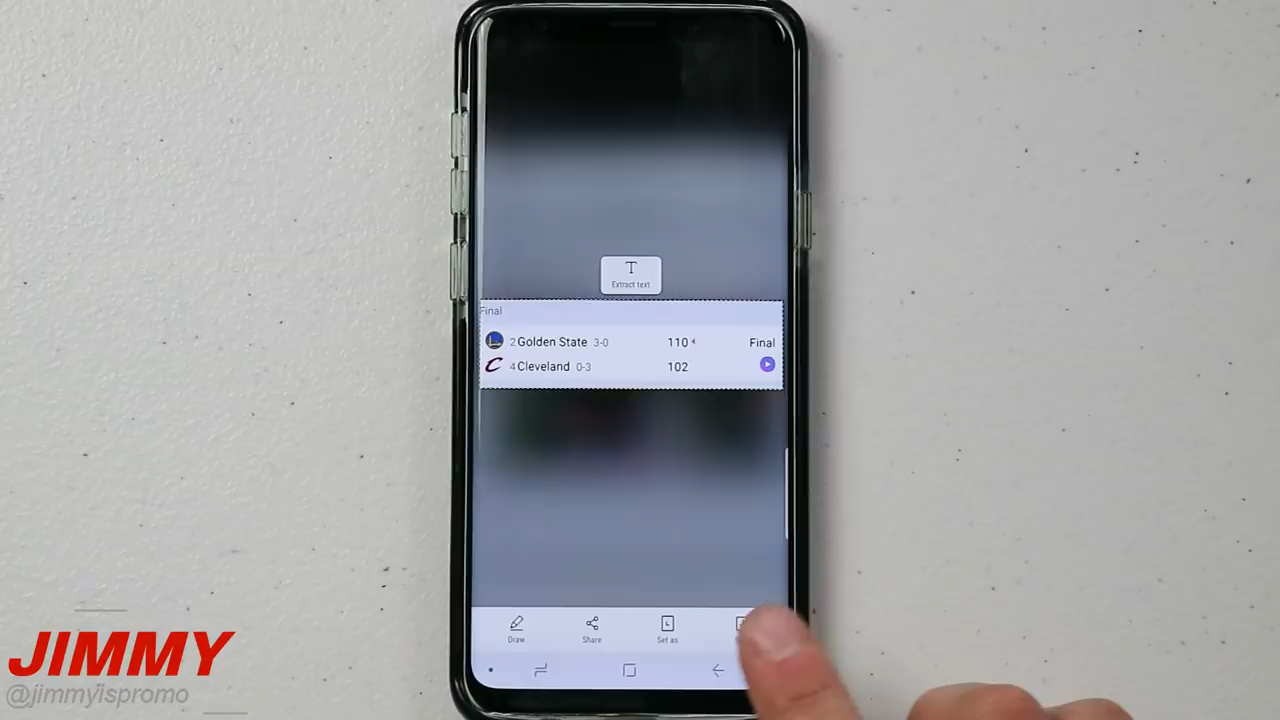 T
Extract text
Final
2 Golden State 3-0 110 Final
C 4 Cleveland 0-3 102
Draw Share Set as
JIMMY
@jimmyispromo